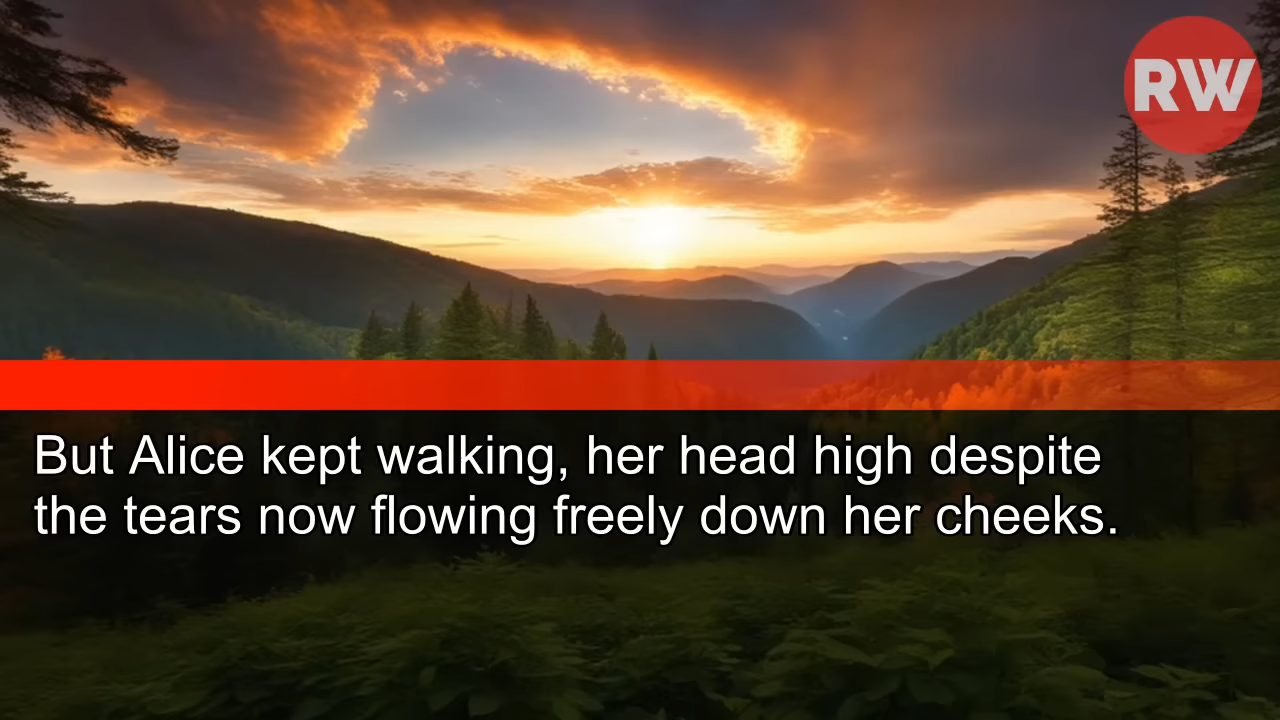 RW
But Alice kept walking, her head high despite
the tears now flowing freely down her cheeks.